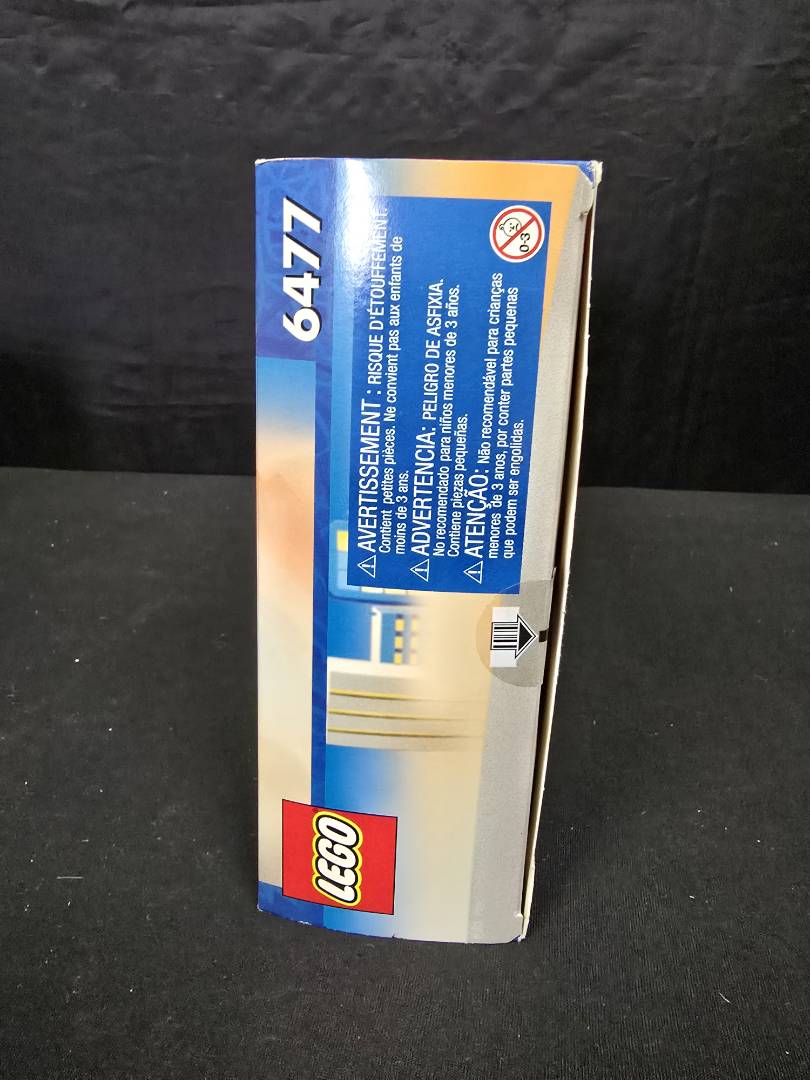 6477
⚠ AVERTISSEMENT : RISQUE D'ÉTOUFFEMENT.
Contient petites pièces. Ne convient pas aux enfants de
moins de 3 ans.
⚠ ADVERTENCIA: PELIGRO DE ASFIXIA.
No recomendado para niños menores de 3 años.
Contiene piezas pequeñas.
⚠ ATENÇÃO: Não recomendável para crianças
menores de 3 anos, por conter partes pequenas
que podem ser engolidas.
0-3
LEGO